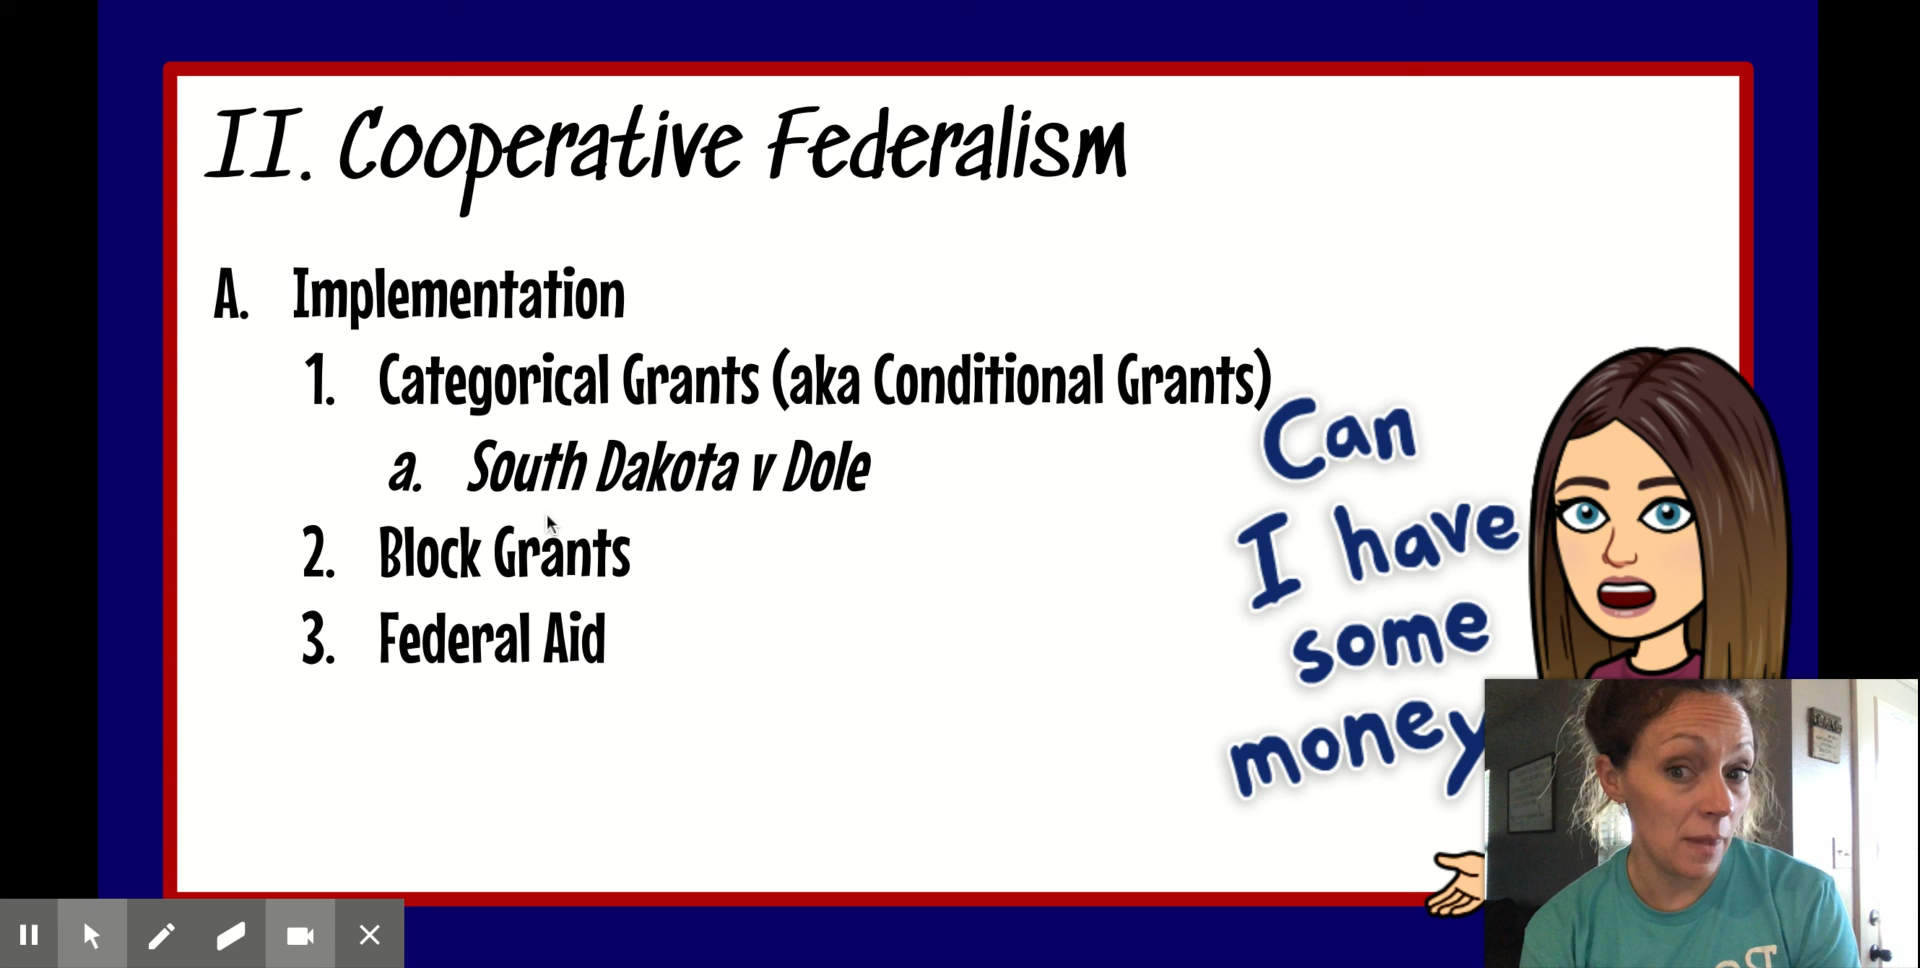 II. Cooperative Federalism
A. Implementation
1. Categorical Grants (aka Conditional Grants)
a. South Dakota v Dole
2. Block Grants
3. Federal Aid
Can
I have
some
money